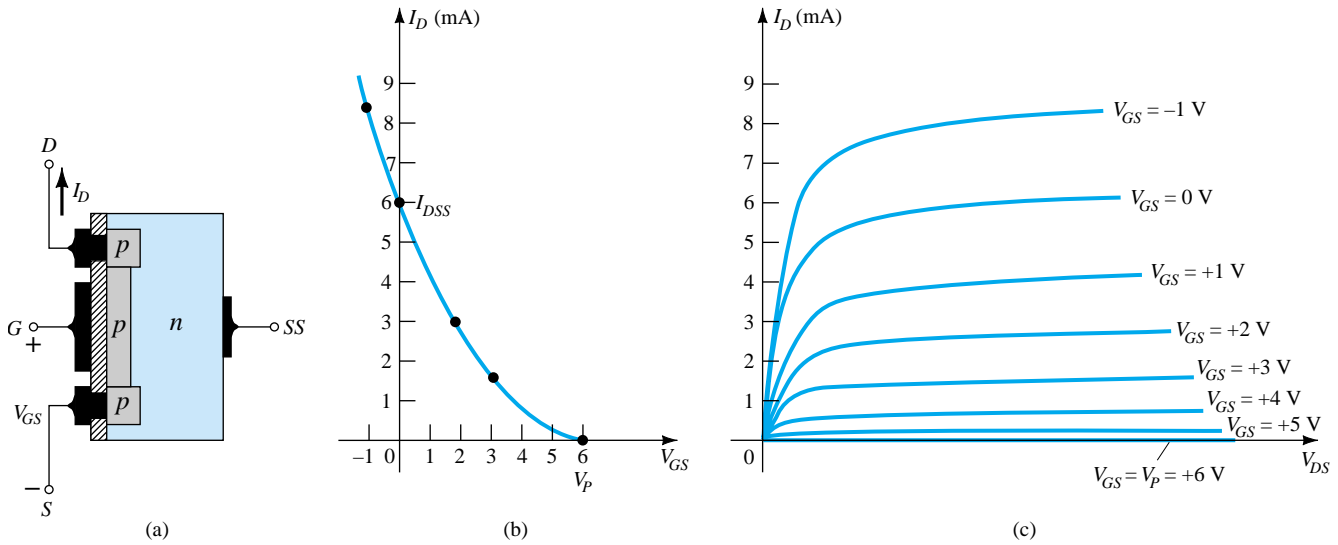 D
I_D
p
p
n
p
G
+
SS
V_GS
−
S
(a)
I_D (mA)
9
8
7
6
I_DSS
5
4
3
2
1
–1
0
1
2
3
4
5
6
V_P
V_GS
(b)
I_D (mA)
9
8
7
6
5
4
3
2
1
0
V_GS = –1 V
V_GS = 0 V
V_GS = +1 V
V_GS = +2 V
V_GS = +3 V
V_GS = +4 V
V_GS = +5 V
V_GS = V_P = +6 V
V_DS
(c)